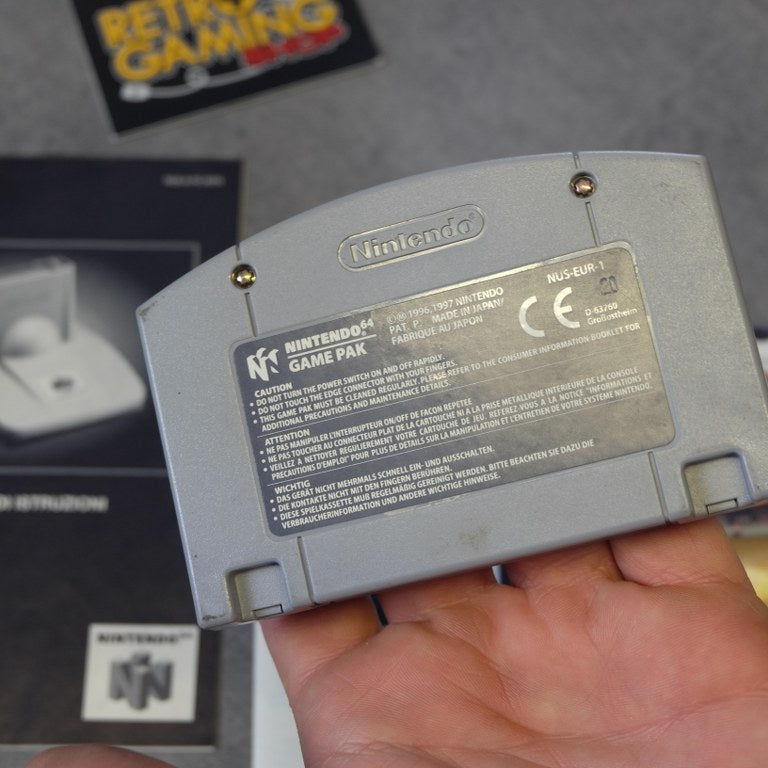 RETRO
GAMING
SHOP
Nintendo®
NINTENDO64
GAME PAK
©® 1996,1997 NINTENDO
PAT. P. MADE IN JAPAN/
FABRIQUE AU JAPON
NUS-EUR-1
20
CE
D-63760
Großostheim
CAUTION
• DO NOT TURN THE POWER SWITCH ON AND OFF RAPIDLY.
• DO NOT TOUCH THE EDGE CONNECTOR WITH YOUR FINGERS.
• THIS GAME PAK MUST BE CLEANED REGULARLY. PLEASE REFER TO THE CONSUMER INFORMATION BOOKLET FOR
ADDITIONAL PRECAUTIONS AND MAINTENANCE DETAILS.
ATTENTION
• NE PAS MANIPULER L'INTERRUPTEUR ON/OFF DE FACON REPETEE
• NE PAS TOUCHER AU CONNECTEUR PLAT DE LA CARTOUCHE NI A LA PRISE METALLIQUE INTERIEURE DE LA CONSOLE
• VEILLEZ A NETTOYER REGULIEREMENT VOTRE CARTOUCHE DE JEU. REFEREZ-VOUS A LA NOTICE "INFORMATIONS ET
PRECAUTIONS D'EMPLOI" POUR PLUS DE DETAILS SUR LA MANIPULATION ET L'ENTRETIEN DE VOTRE SYSTEME NINTENDO.
WICHTIG
• DAS GERÄT NICHT MEHRMALS SCHNELL EIN- UND AUSSCHALTEN.
• DIE KONTAKTE NICHT MIT DEN FINGERN BERÜHREN.
• DIESE SPIELKASSETTE MUß REGELMÄßIG GEREINIGT WERDEN. BITTE BEACHTEN SIE DAZU DIE
VERBRAUCHERINFORMATION UND ANDERE WICHTIGE HINWEISE.
DI ISTRUZIONI
NINTENDO64